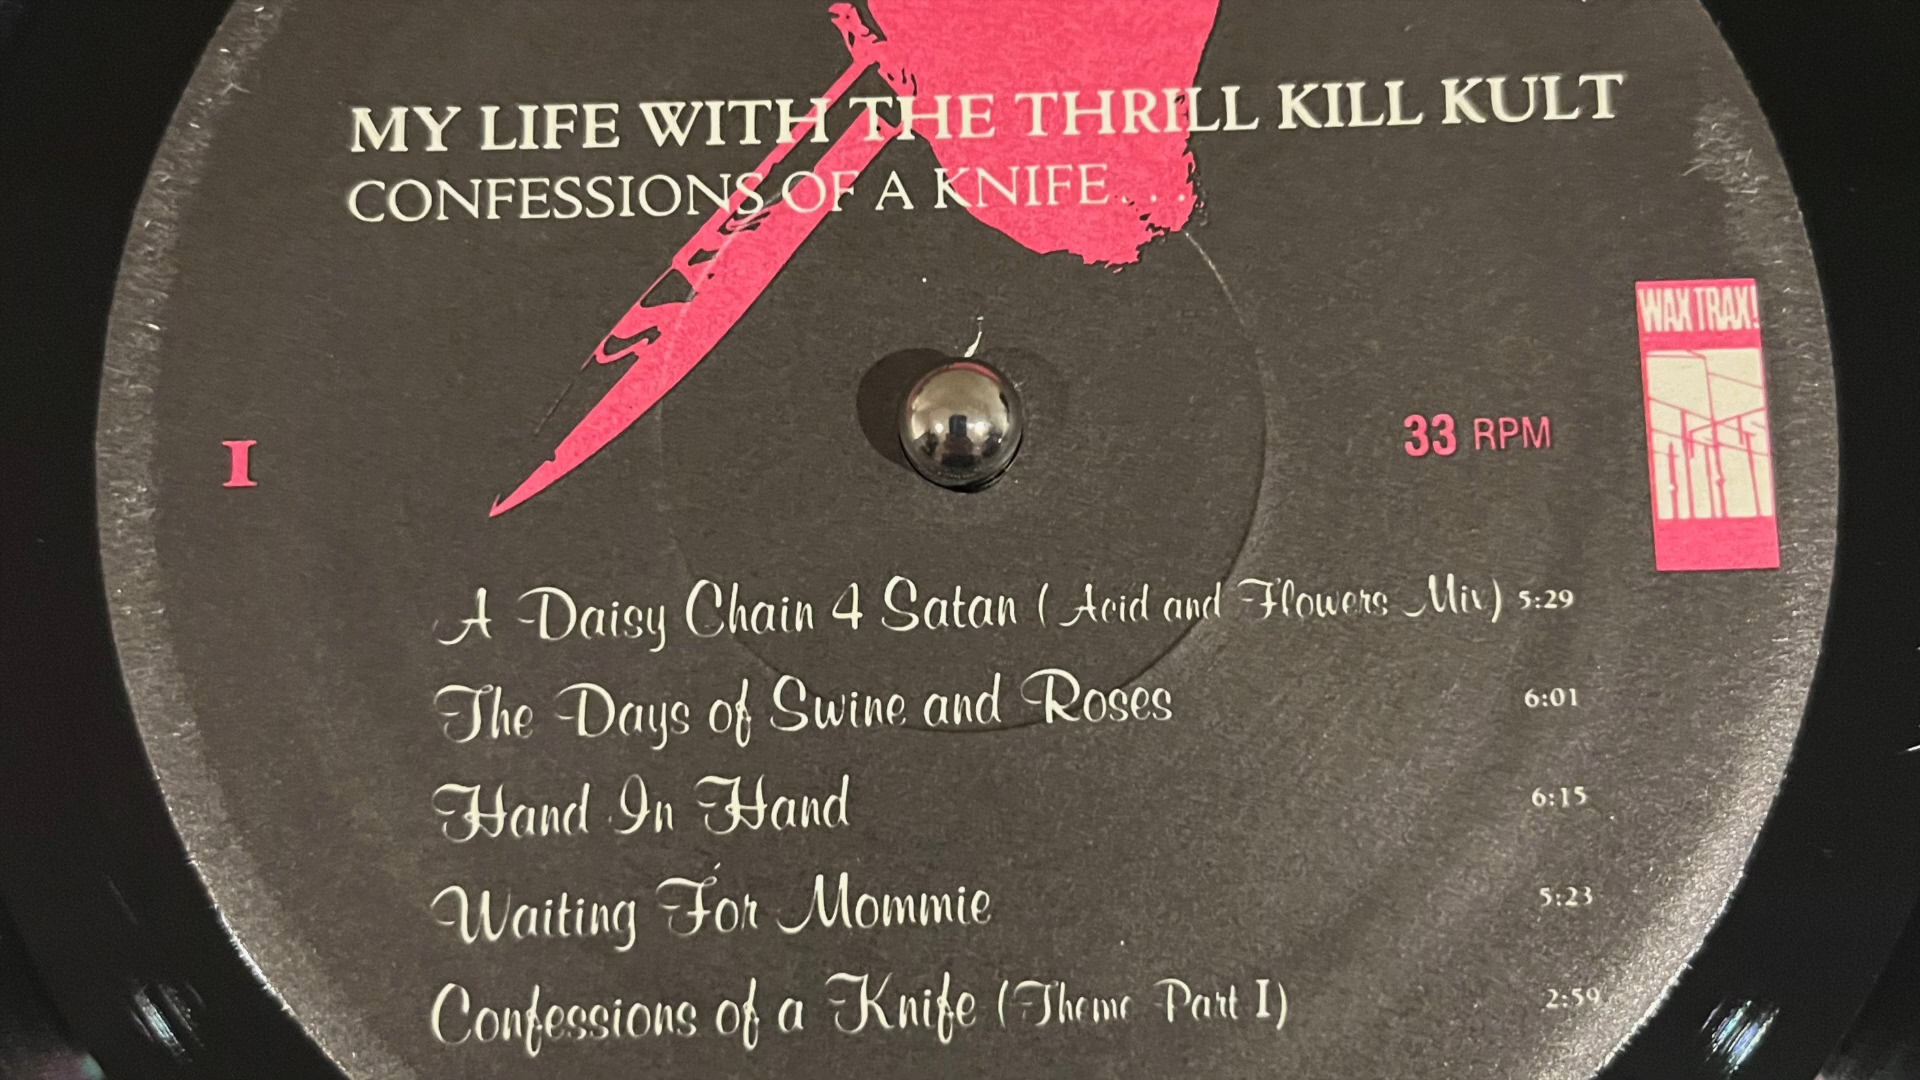 MY LIFE WITH THE THRILL KILL KULT
CONFESSIONS OF A KNIFE...
WAX TRAX!
I
33 RPM
A Daisy Chain 4 Satan (Acid and Flowers Mix) 5:29
The Days of Swine and Roses 6:01
Hand In Hand 6:15
Waiting For Mommie 5:23
Confessions of a Knife (Theme Part I) 2:59